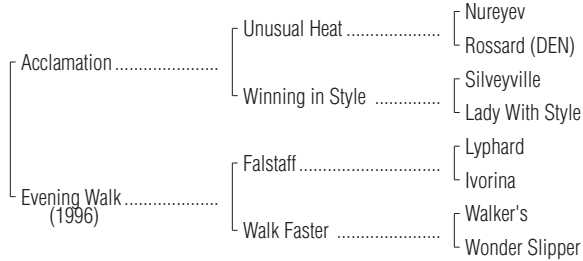 Nureyev
Unusual Heat ....................
Rossard (DEN)
Acclamation ......................
Silveyville
Winning in Style ..............
Lady With Style
Lyphard
Falstaff ..............................
Ivorina
Evening Walk ....................
(1996)
Walker's
Walk Faster ......................
Wonder Slipper